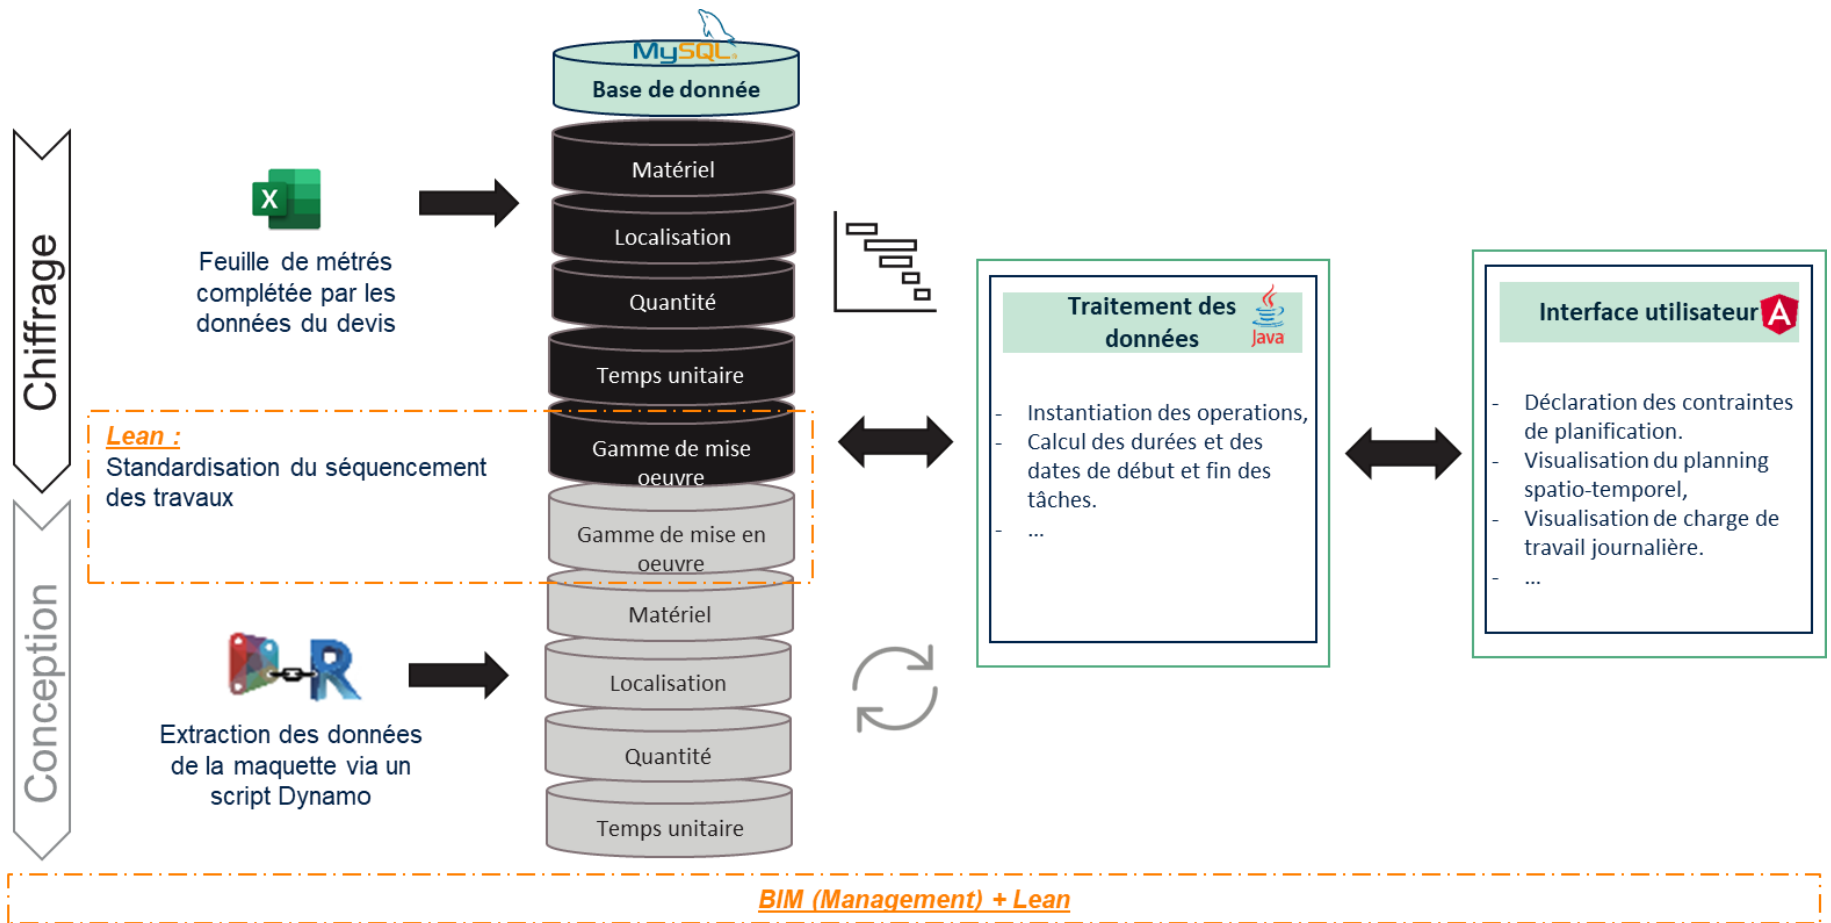 MySQL
Base de donnée
Chiffrage
X
Feuille de métrés
complétée par les
données du devis
Matériel
Localisation
Quantité
Temps unitaire
Gamme de mise
oeuvre
Lean :
Standardisation du séquencement
des travaux
Gamme de mise en
oeuvre
Conception
R
Extraction des données
de la maquette via un
script Dynamo
Matériel
Localisation
Quantité
Temps unitaire
Traitement des
données
Java
- Instantiation des operations,
- Calcul des durées et des
dates de début et fin des
tâches.
- ...
Interface utilisateur
A
- Déclaration des contraintes
de planification.
- Visualisation du planning
spatio-temporel,
- Visualisation de charge de
travail journalière.
- ...
BIM (Management) + Lean